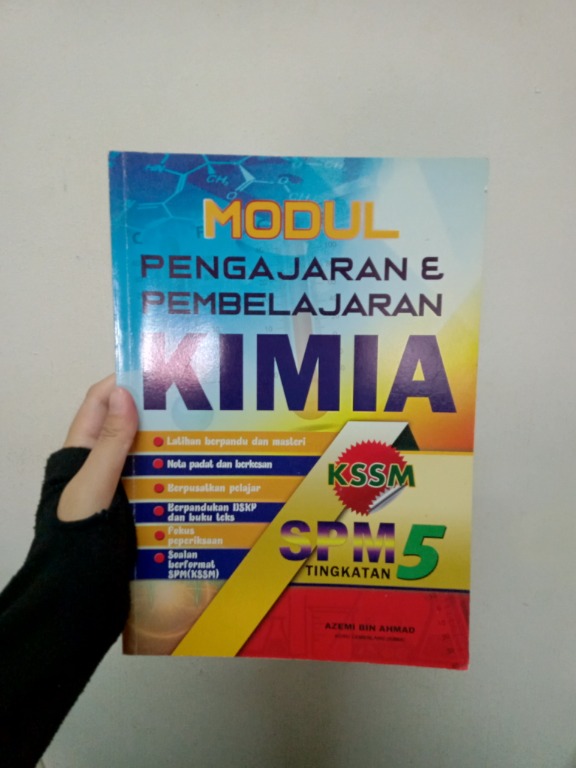 MODUL
PENGAJARAN &
PEMBELAJARAN
KIMIA
Latihan berpandu dan masteri
Nota padat dan berkesan
Berpusatkan pelajar
Berpandukan DSKP
dan buku teks
Fokus
peperiksaan
Soalan
berformat
SPM(KSSM)
KSSM
SPM 5
TINGKATAN
AZEMI BIN AHMAD